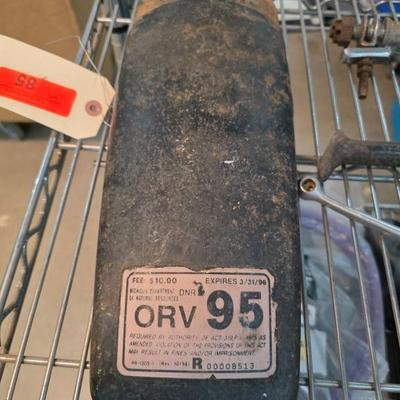 85
FEE: $10.00 EXPIRES 3/31/96
MICHIGAN DEPARTMENT
OF NATURAL RESOURCES
DNR
ORV 95
REQUIRED BY AUTHORITY OF ACT 319 P.A. 1975 AS
AMENDED. VIOLATION OF THE PROVISIONS OF THIS ACT
MAY RESULT IN FINES AND/OR IMPRISONMENT.
R 00008513